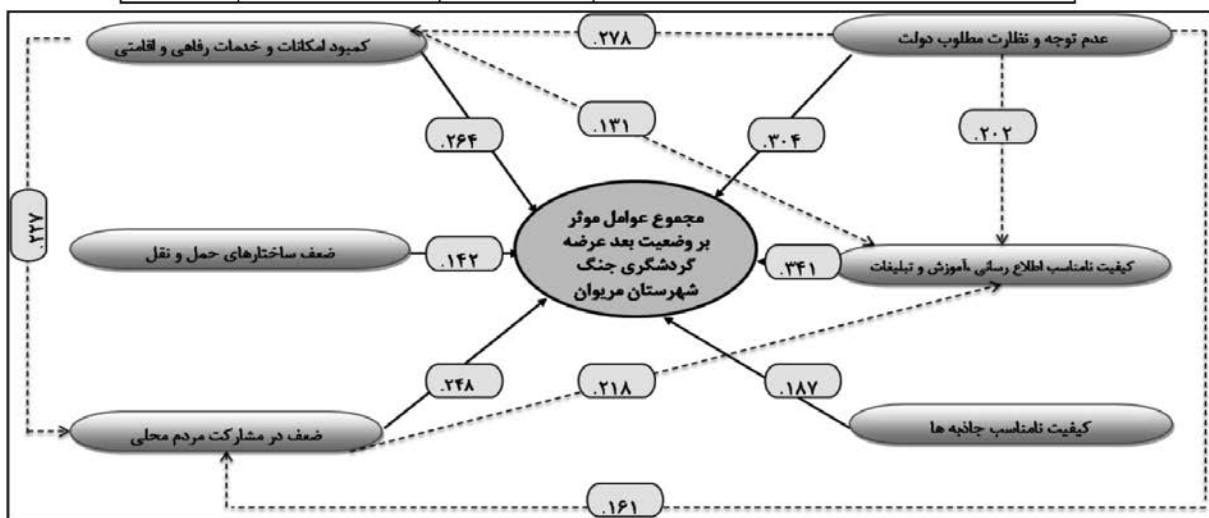 عدم توجه و نظارت مطلوب دولت
.۲۷۸
کمبود امکانات و خدمات رفاهی و اقامتی
.۱۳۱
.۲۰۲
.۳۰۴
.۲۶۴
مجموع عوامل موثر
بر وضعیت بعد عرضه
گردشگری جنگ
شهرستان مریوان
.۲۲۷
کیفیت نامناسب اطلاع رسانی ،آموزش و تبلیغات
.۳۴۱
.۱۴۲
ضعف ساختارهای حمل و نقل
.۱۸۷
.۲۱۸
.۲۴۸
کیفیت نامناسب جاذبه ها
ضعف در مشارکت مردم محلی
.۱۶۱